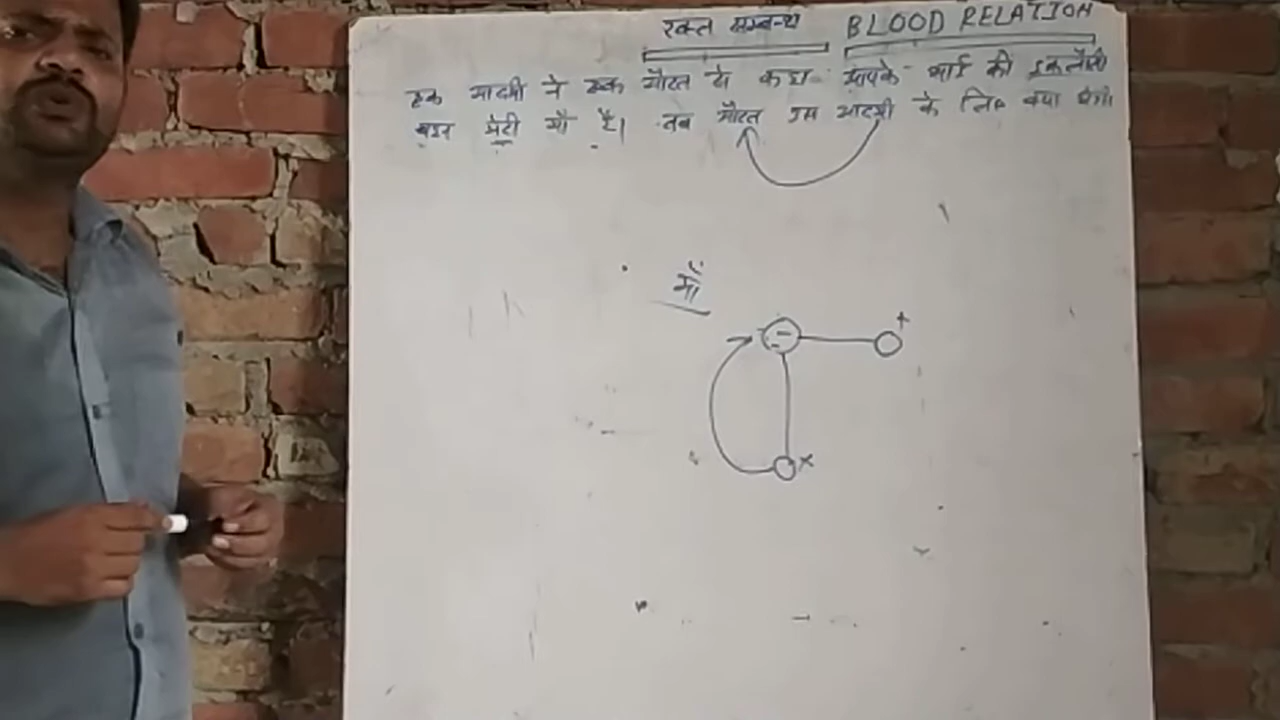 रक्त सम्बन्ध BLOOD RELATION
एक आदमी ने एक औरत से कहा आपके भाई की इकलौती
बहन मेरी माँ है। तब औरत उस आदमी के लिए क्या होगी
माँ
- +
x